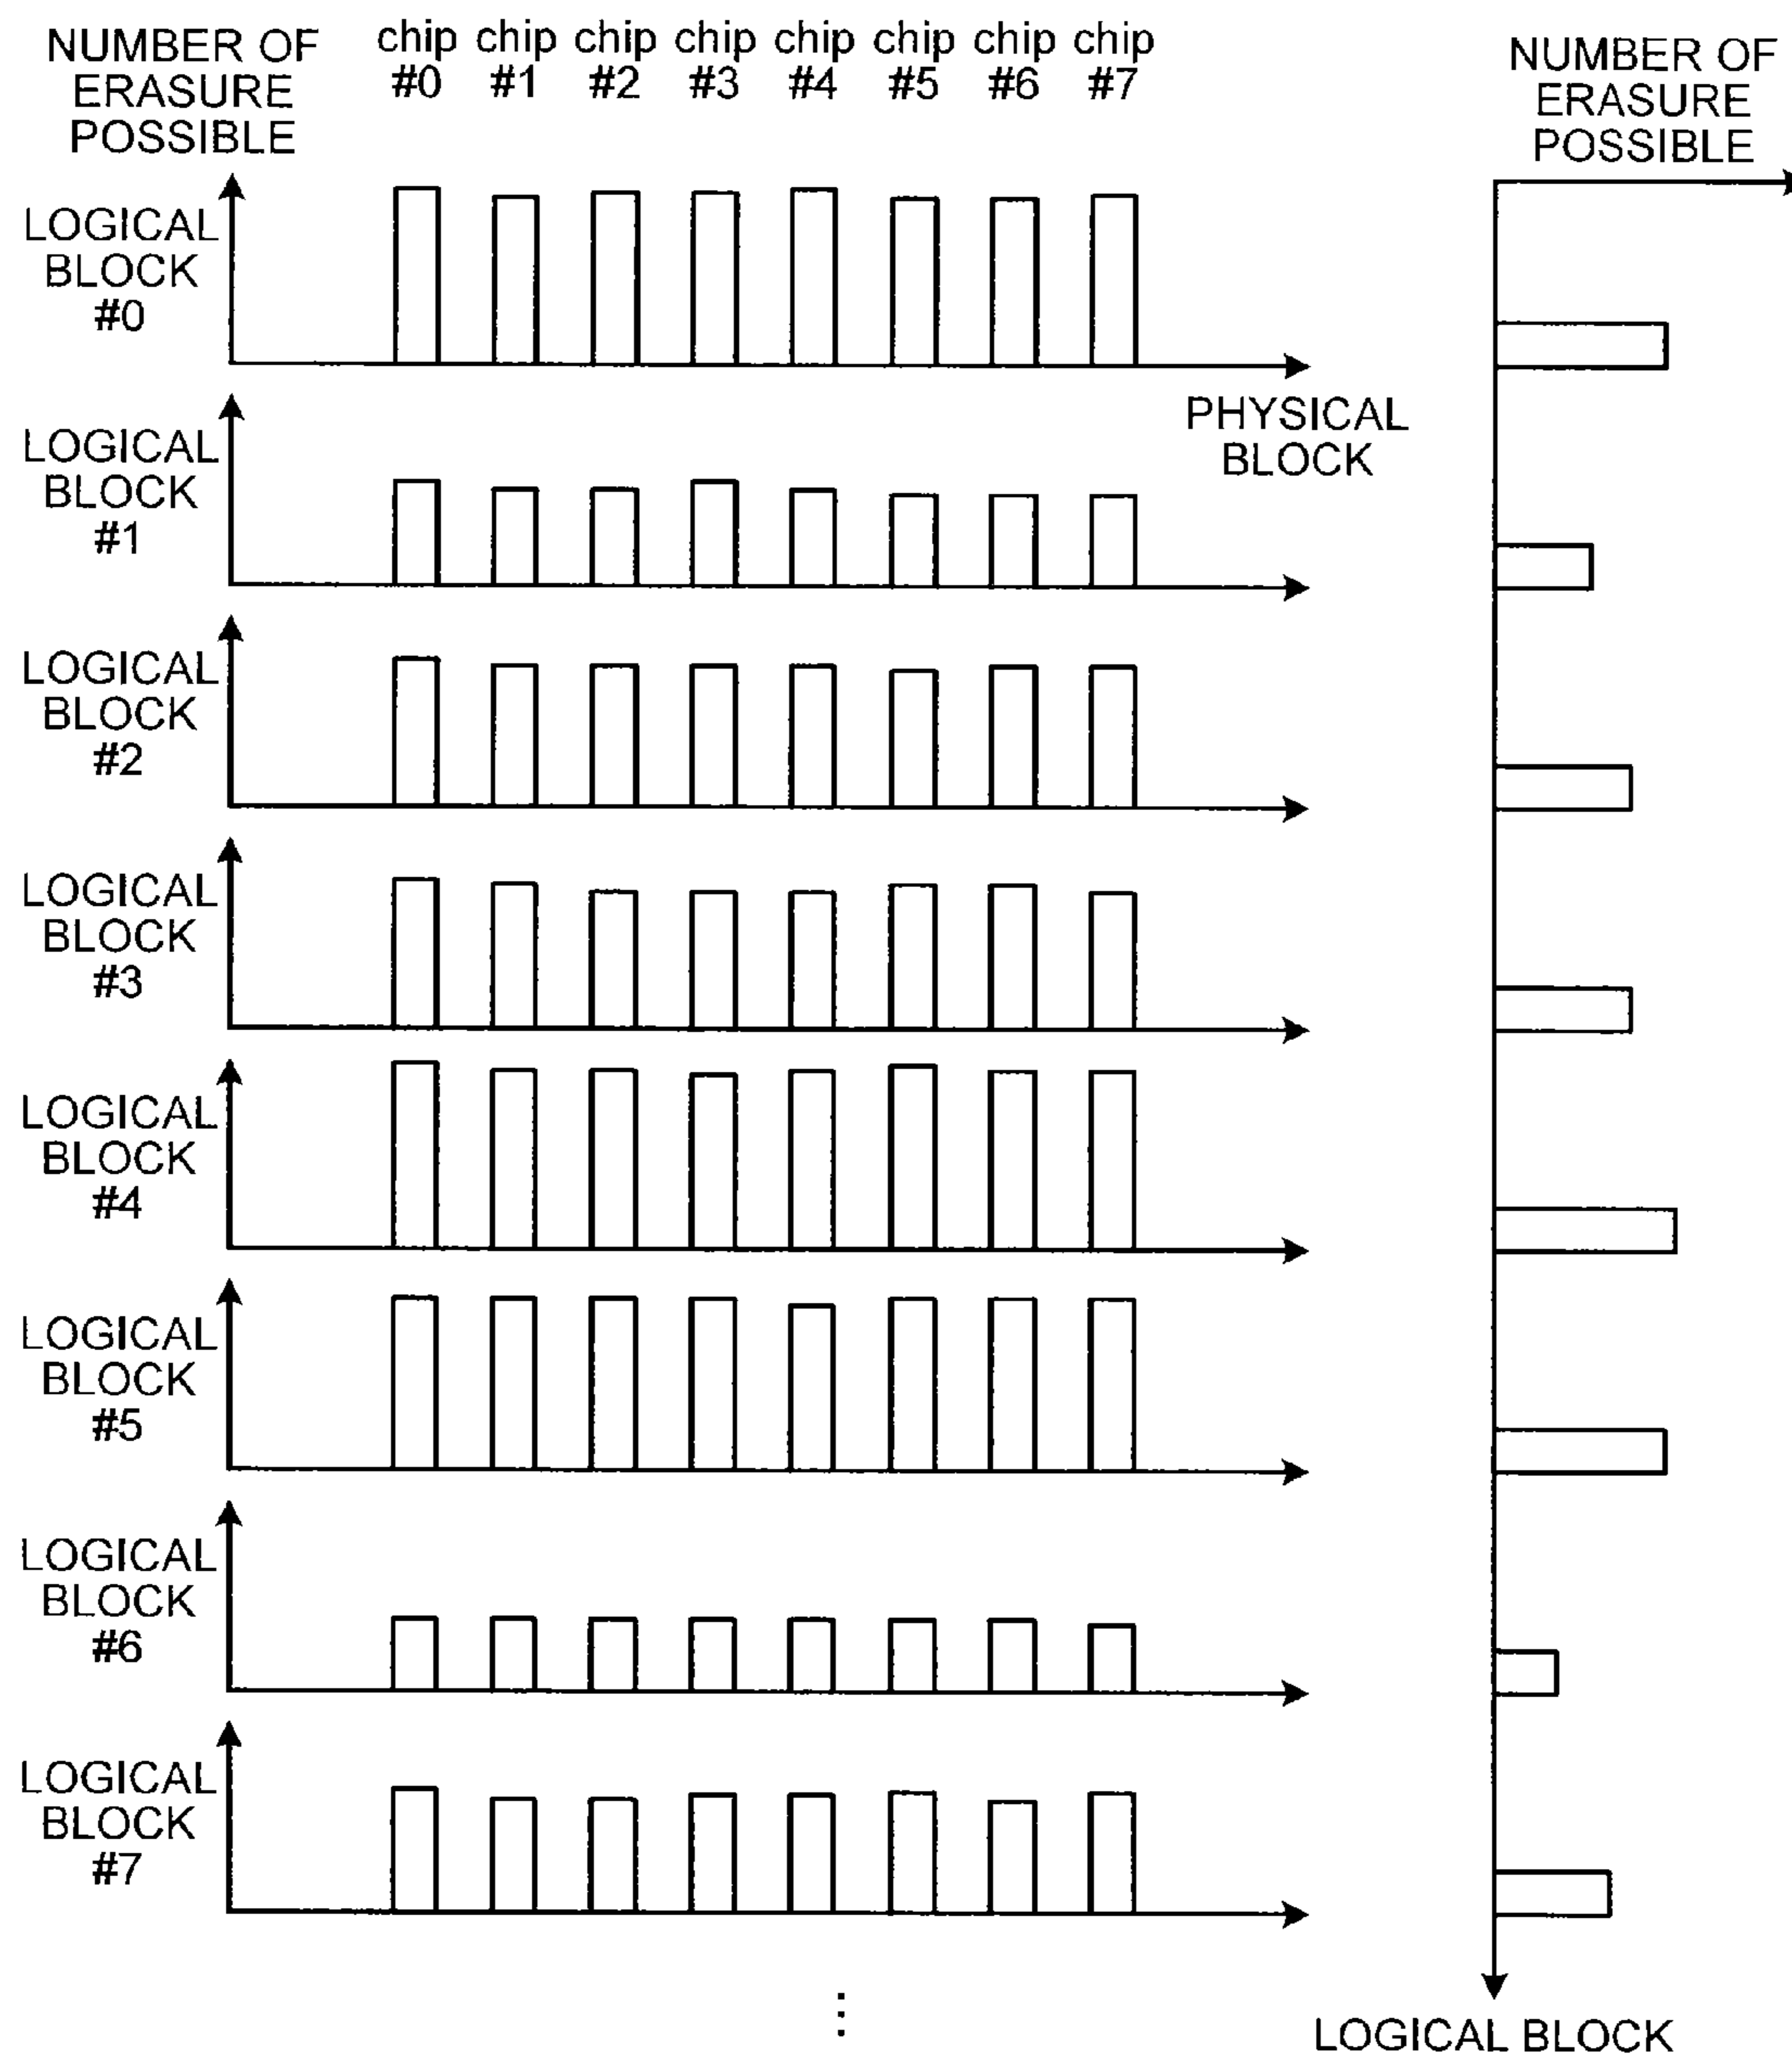 NUMBER OF
ERASURE
POSSIBLE
chip chip chip chip chip chip chip chip
#0 #1 #2 #3 #4 #5 #6 #7
NUMBER OF
ERASURE
POSSIBLE
LOGICAL
BLOCK
#0
PHYSICAL
BLOCK
LOGICAL
BLOCK
#1
LOGICAL
BLOCK
#2
LOGICAL
BLOCK
#3
LOGICAL
BLOCK
#4
LOGICAL
BLOCK
#5
LOGICAL
BLOCK
#6
LOGICAL
BLOCK
#7
LOGICAL BLOCK